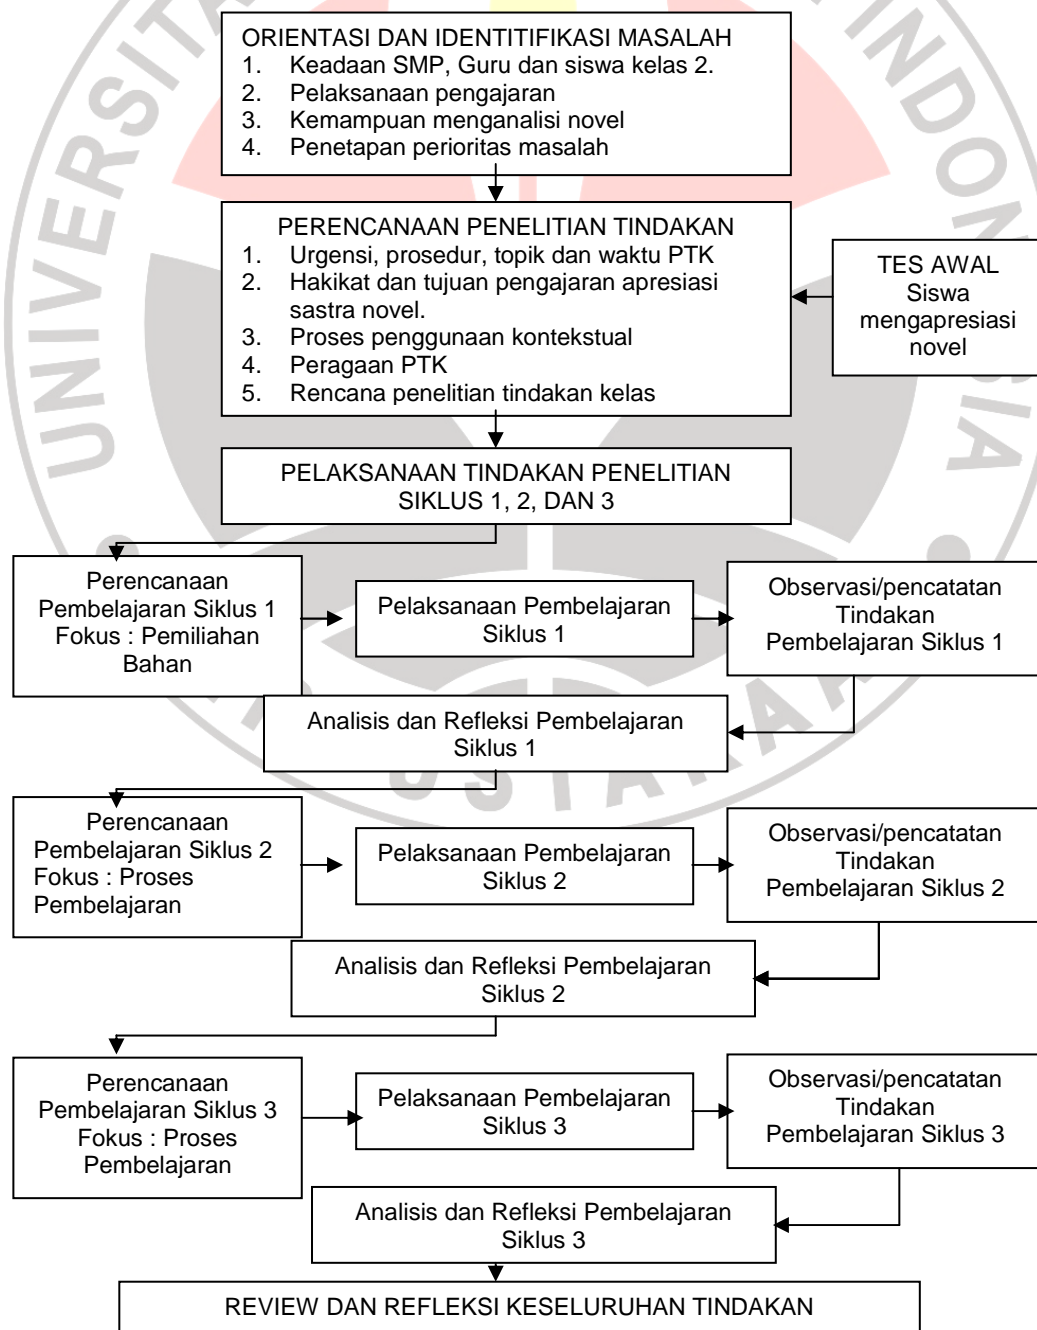 ORIENTASI DAN IDENTITIFIKASI MASALAH
1. Keadaan SMP, Guru dan siswa kelas 2.
2. Pelaksanaan pengajaran
3. Kemampuan menganalisi novel
4. Penetapan perioritas masalah
PERENCANAAN PENELITIAN TINDAKAN
1. Urgensi, prosedur, topik dan waktu PTK
2. Hakikat dan tujuan pengajaran apresiasi
sastra novel.
3. Proses penggunaan kontekstual
4. Peragaan PTK
5. Rencana penelitian tindakan kelas
TES AWAL
Siswa
mengapresiasi
novel
PELAKSANAAN TINDAKAN PENELITIAN
SIKLUS 1, 2, DAN 3
Perencanaan
Pembelajaran Siklus 1
Fokus : Pemiliahan
Bahan
Pelaksanaan Pembelajaran
Siklus 1
Observasi/pencatatan
Tindakan
Pembelajaran Siklus 1
Analisis dan Refleksi Pembelajaran
Siklus 1
Perencanaan
Pembelajaran Siklus 2
Fokus : Proses
Pembelajaran
Pelaksanaan Pembelajaran
Siklus 2
Observasi/pencatatan
Tindakan
Pembelajaran Siklus 2
Analisis dan Refleksi Pembelajaran
Siklus 2
Perencanaan
Pembelajaran Siklus 3
Fokus : Proses
Pembelajaran
Pelaksanaan Pembelajaran
Siklus 3
Observasi/pencatatan
Tindakan
Pembelajaran Siklus 3
Analisis dan Refleksi Pembelajaran
Siklus 3
REVIEW DAN REFLEKSI KESELURUHAN TINDAKAN